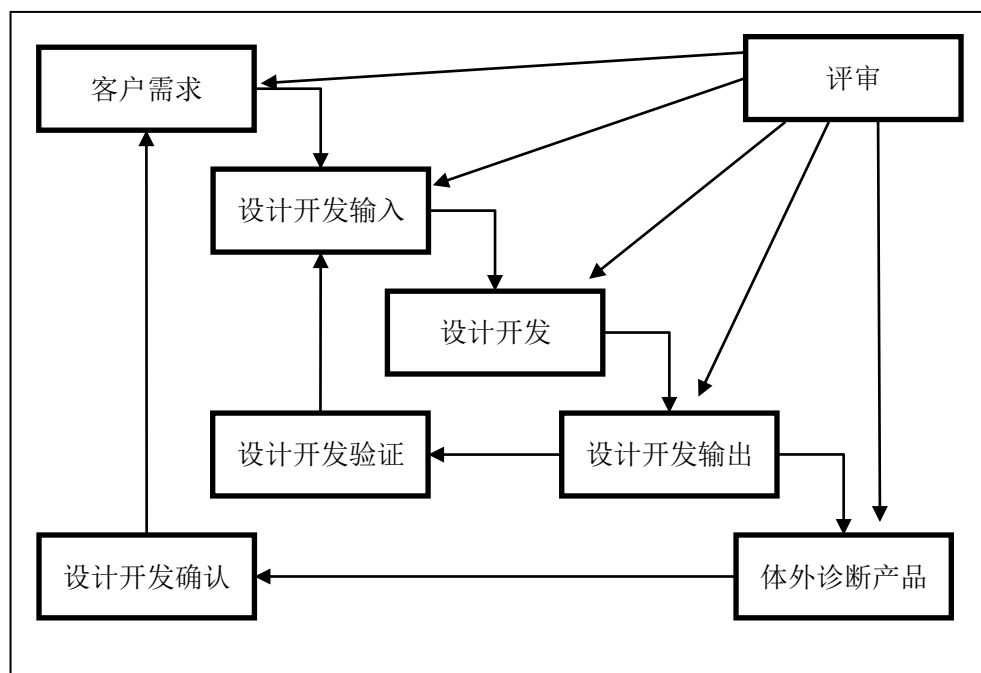 客户需求
评审
设计开发输入
设计开发
设计开发验证
设计开发输出
设计开发确认
体外诊断产品